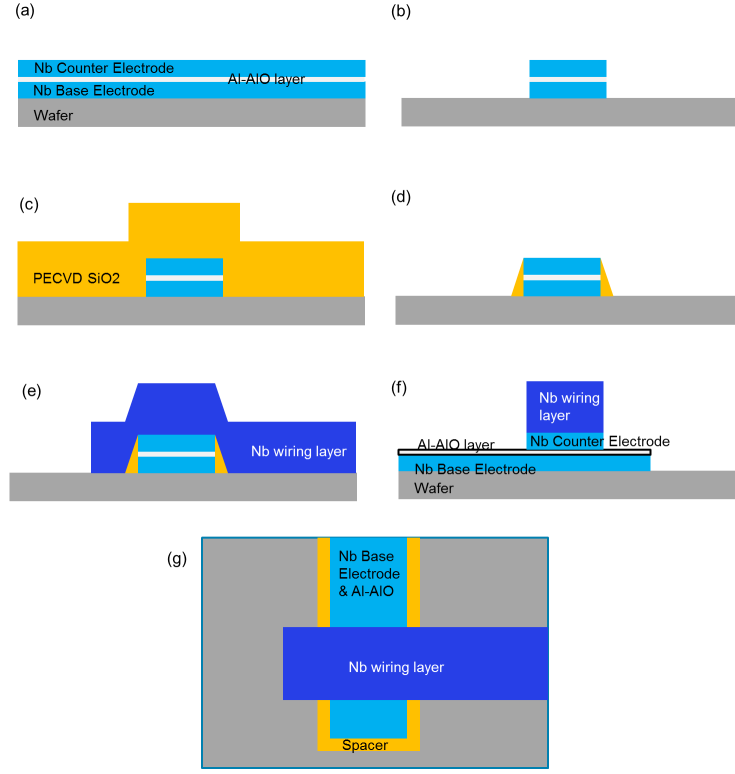 (a)
Nb Counter Electrode
Al-AlO layer
Nb Base Electrode
Wafer
(b)
(c)
PECVD SiO2
(d)
(e)
Nb wiring layer
(f)
Nb wiring
layer
Al-AlO layer
Nb Counter Electrode
Nb Base Electrode
Wafer
(g)
Nb Base
Electrode
& Al-AlO
Nb wiring layer
Spacer